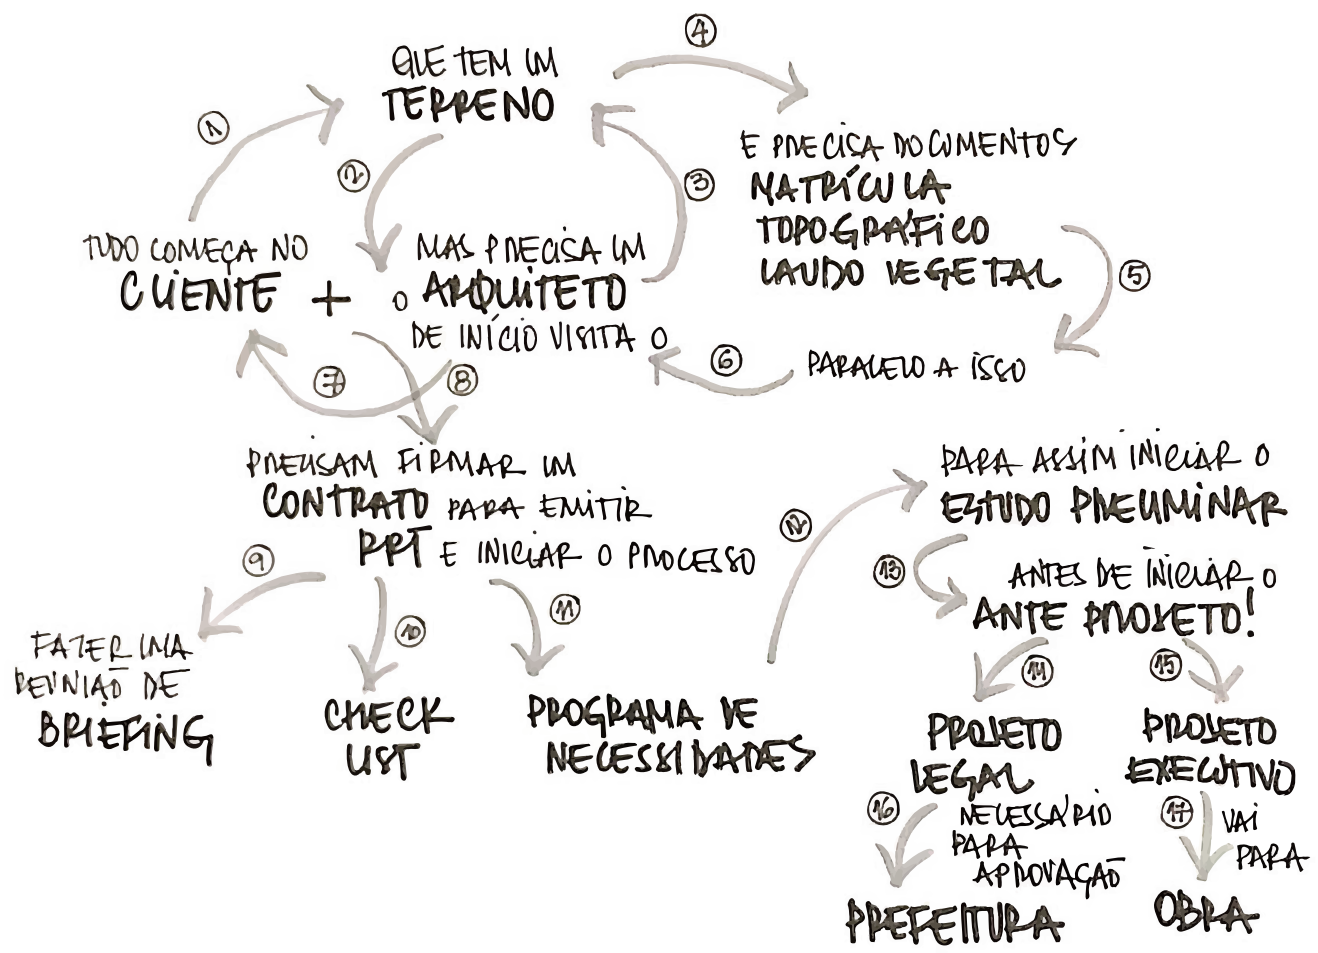 4
QUE TEM UM
TERRENO
1
2
3
E PRECISA DOCUMENTOS
MATRÍCULA
TOPOGRÁFICO
LAUDO VEGETAL
5
TUDO COMEÇA NO
CLIENTE
+
MAS PRECISA UM
O ARQUITETO
DE INÍCIO VISITA O
6
PARALELO A ISSO
7
8
PRECISAM FIRMAR UM
CONTRATO PARA EMITIR
RRT E INICIAR O PROCESSO
9
10
11
12
PARA ASSIM INICIAR O
ESTUDO PRELIMINAR
13
ANTES DE INICIAR O
ANTE PROJETO!
FAZER UMA
REUNIÃO DE
BRIEFING
CHECK
LIST
PROGRAMA DE
NECESSIDADES
14
15
PROJETO
LEGAL
PROJETO
EXECUTIVO
16
NECESSÁRIO
PARA
APROVAÇÃO
17
VAI
PARA
PREFEITURA
OBRA